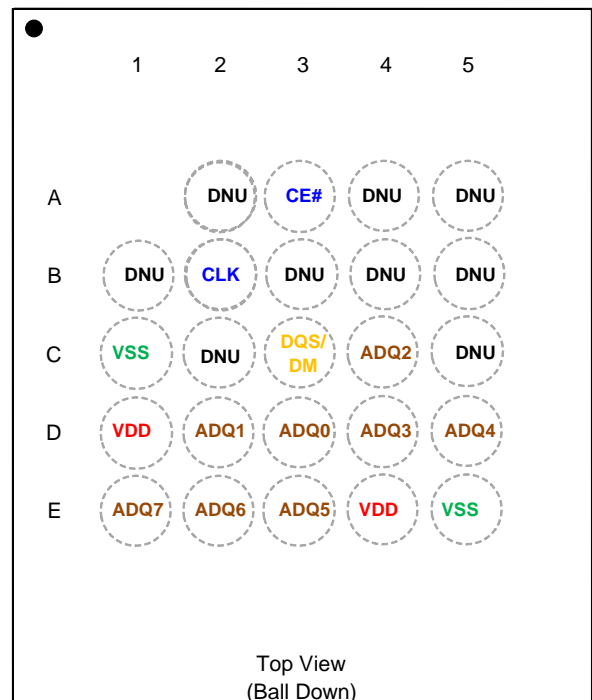 1 2 3 4 5
A DNU CE# DNU DNU
B DNU CLK DNU DNU DNU
C VSS DNU DQS/DM ADQ2 DNU
D VDD ADQ1 ADQ0 ADQ3 ADQ4
E ADQ7 ADQ6 ADQ5 VDD VSS
Top View
(Ball Down)